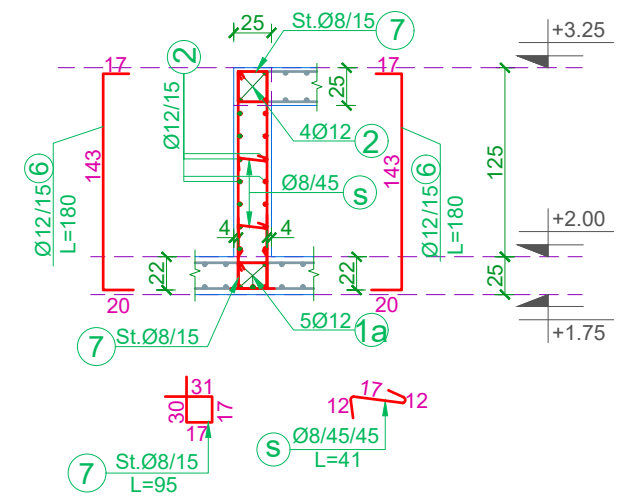 25
St.Ø8/15 7
+3.25
17
17
2
Ø12/15
25
4Ø12 2
143
143
125
Ø12/15 6
L=180
Ø8/45 s
Ø12/15 6
L=180
+2.00
4
4
22
22
25
20
20
5Ø12 1a
+1.75
7 St.Ø8/15
31
30
17
17
17
12
12
7 St.Ø8/15
L=95
s Ø8/45/45
L=41